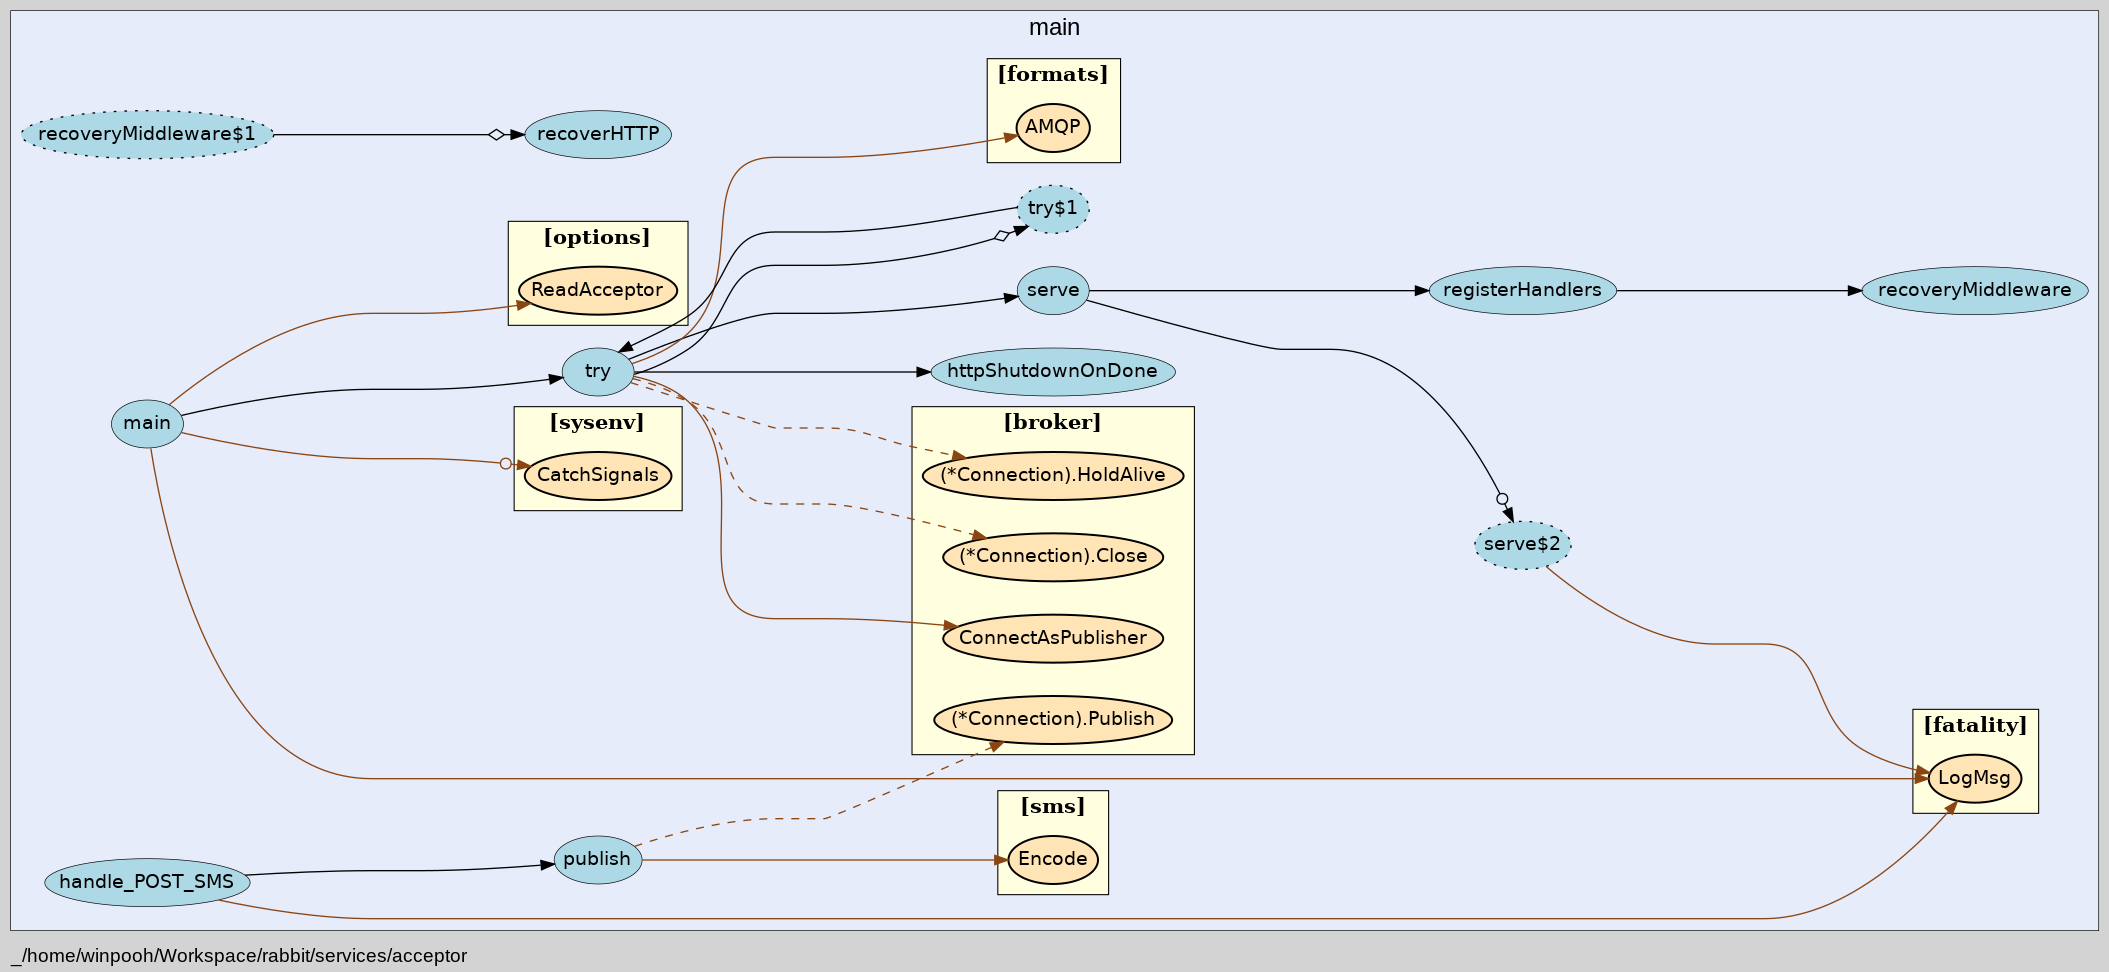 main
[formats]
AMQP
recoveryMiddleware$1
recoverHTTP
try$1
[options]
ReadAcceptor
serve
registerHandlers
recoveryMiddleware
try
httpShutdownOnDone
main
[sysenv]
CatchSignals
[broker]
(*Connection).HoldAlive
(*Connection).Close
serve$2
ConnectAsPublisher
(*Connection).Publish
[fatality]
LogMsg
[sms]
Encode
publish
handle_POST_SMS
_/home/winpooh/Workspace/rabbit/services/acceptor